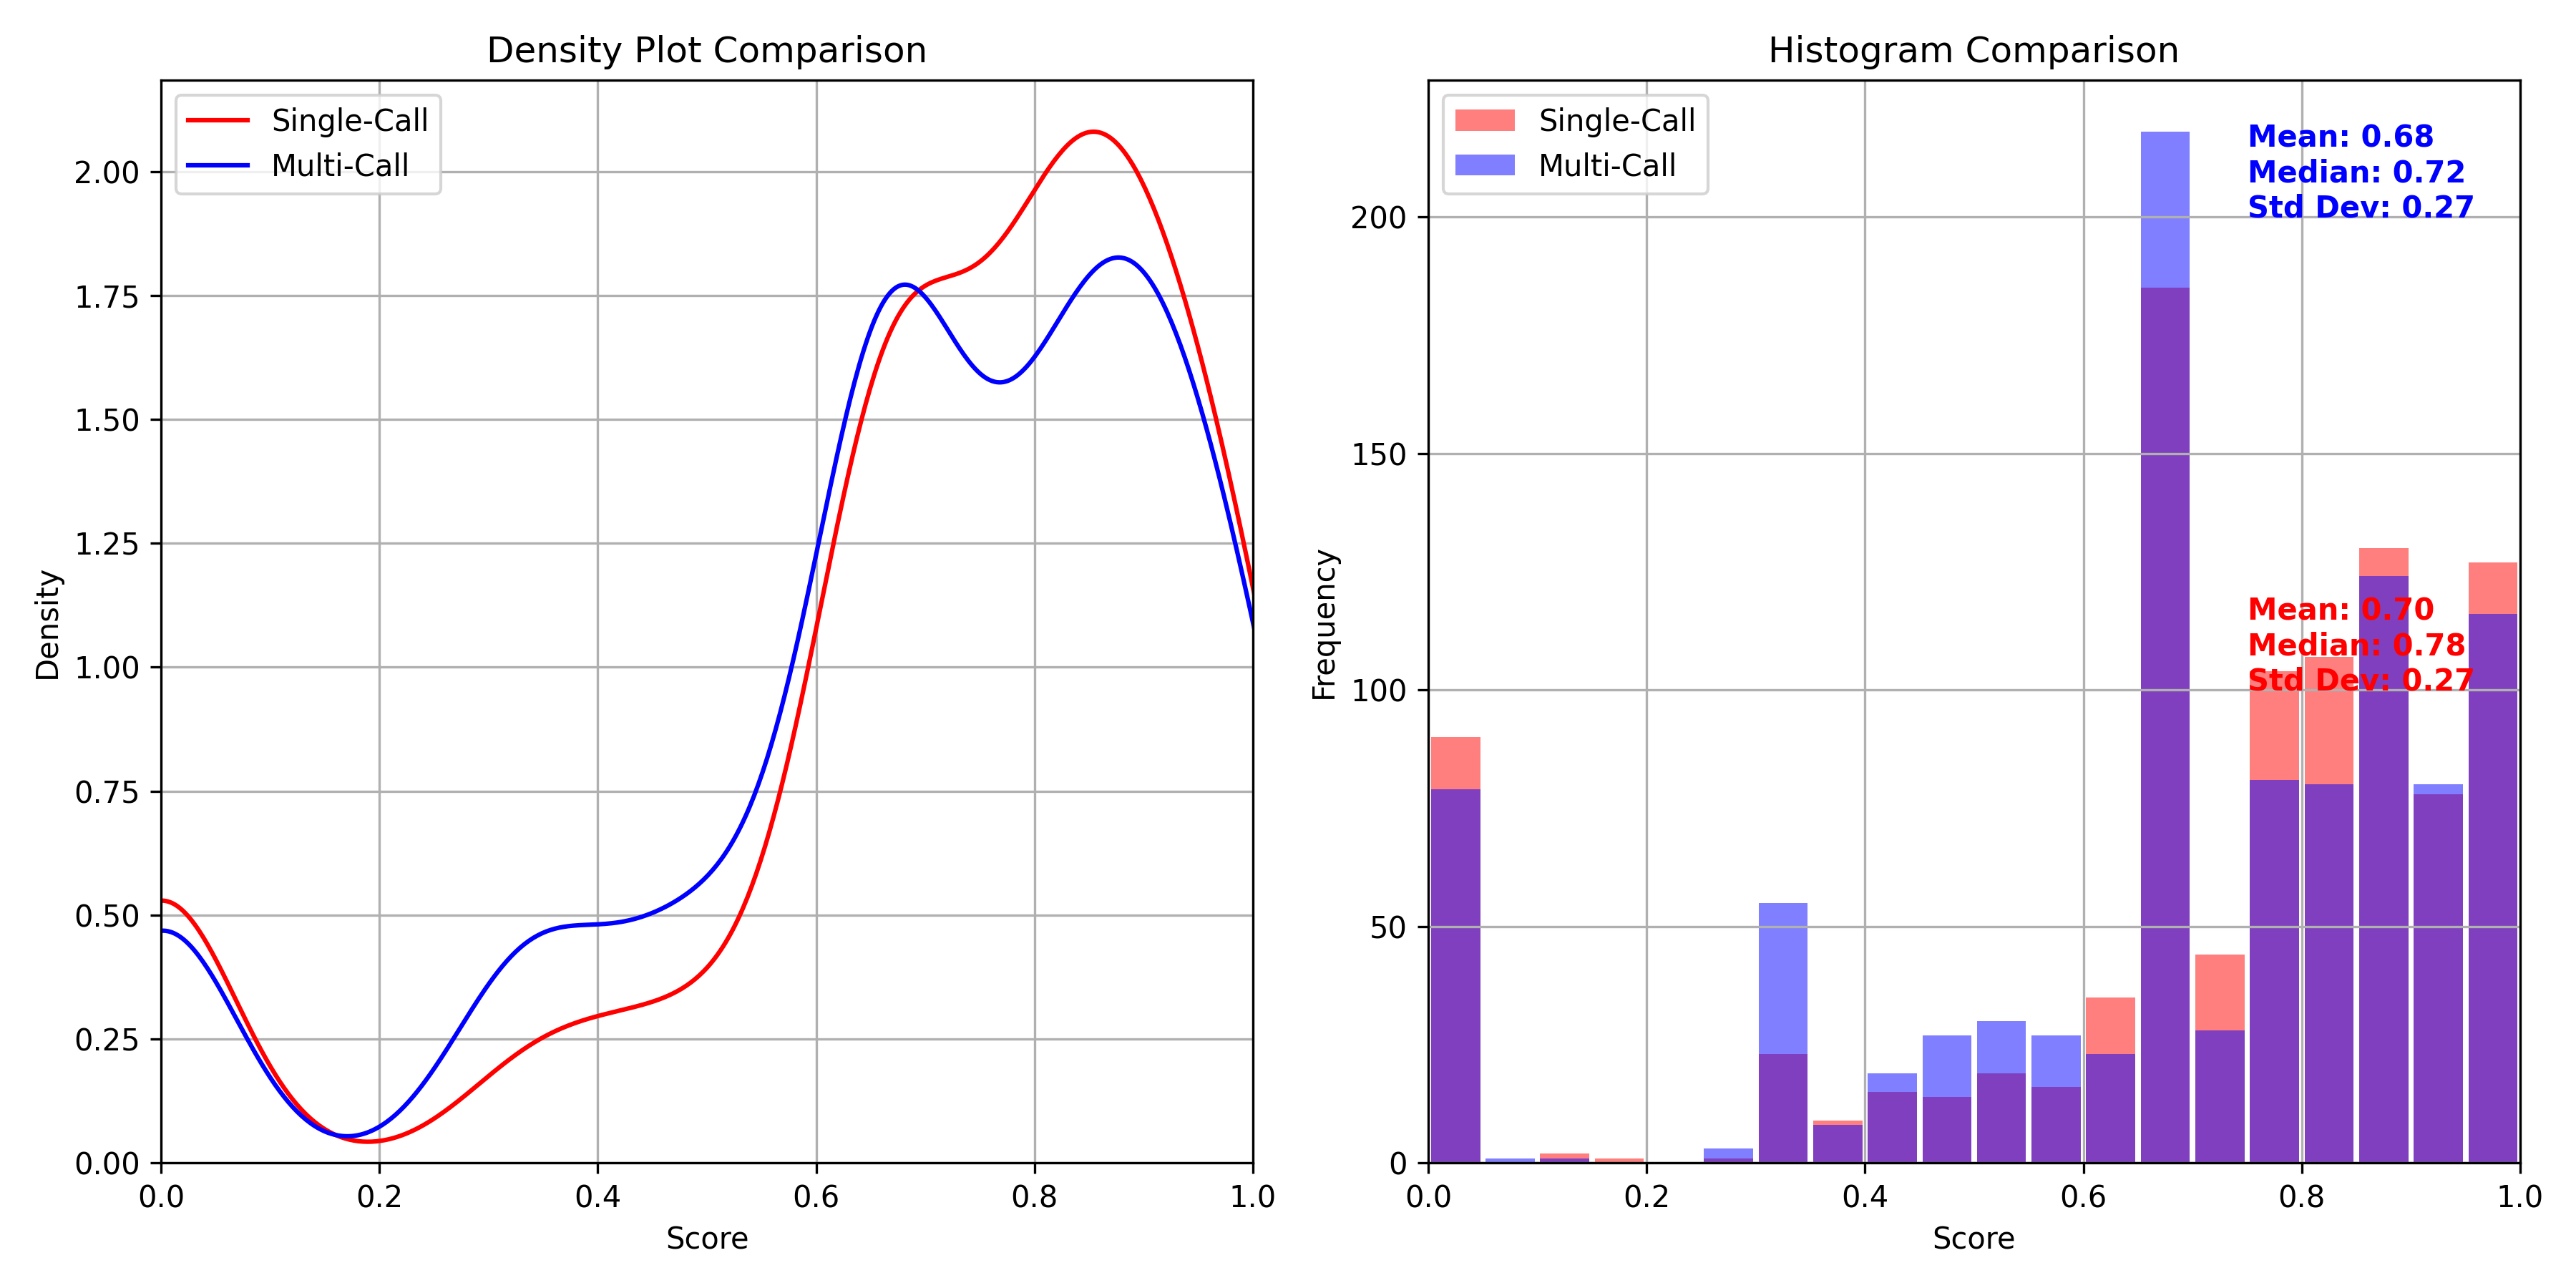 Density Plot Comparison
Single-Call
Multi-Call
2.00
1.75
1.50
1.25
1.00
0.75
0.50
0.25
0.00
Density
0.0 0.2 0.4 0.6 0.8 1.0
Score
Histogram Comparison
Single-Call
Multi-Call
Mean: 0.68
Median: 0.72
Std Dev: 0.27
Mean: 0.70
Median: 0.78
Std Dev: 0.27
200
150
100
50
0
Frequency
0.0 0.2 0.4 0.6 0.8 1.0
Score